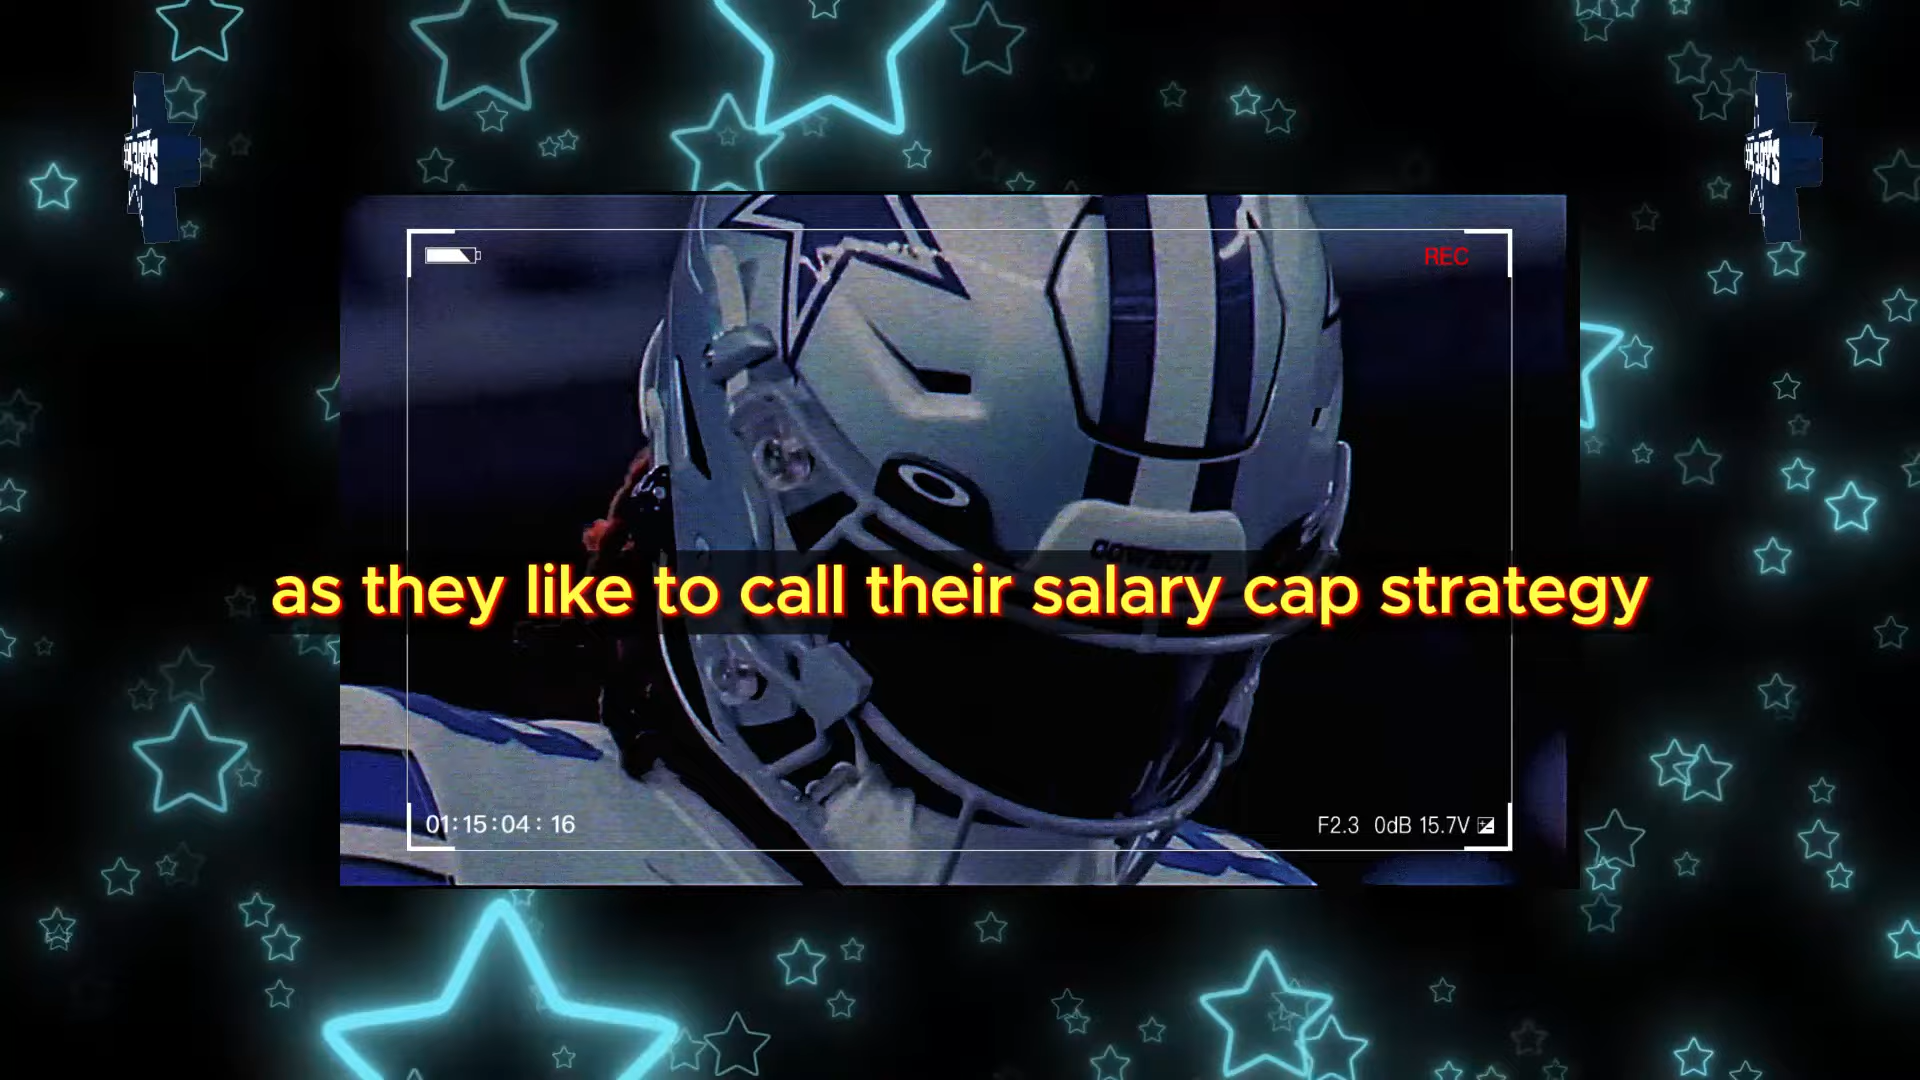 REC
as they like to call their salary cap strategy
01:15:04:16
F2.3 0dB 15.7V